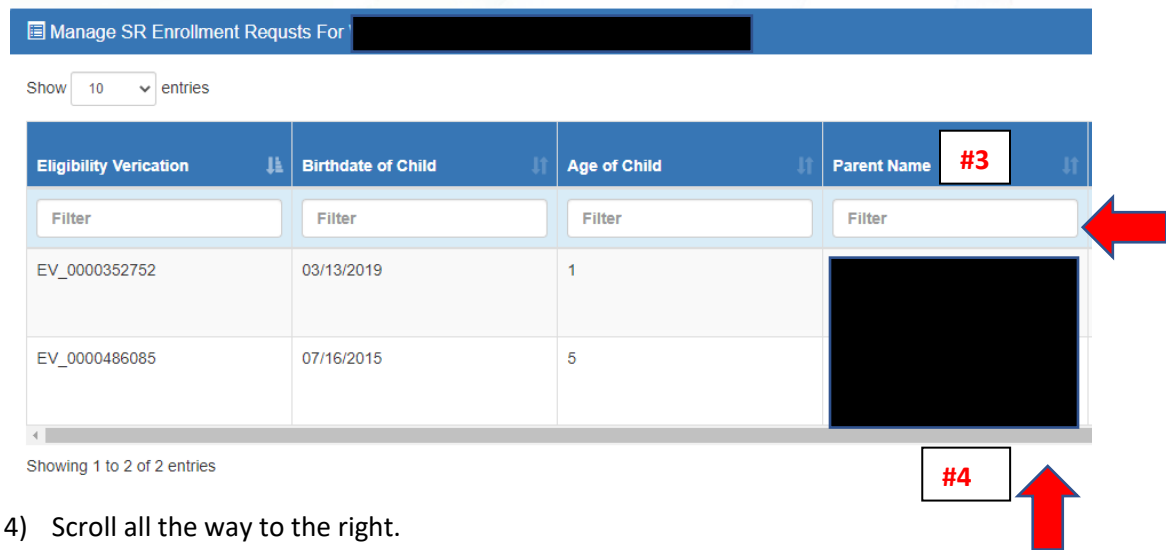 Manage SR Enrollment Requsts For
Show 10 entries
Eligibility Verication Birthdate of Child Age of Child Parent Name #3
Filter Filter Filter Filter
EV_0000352752 03/13/2019 1
EV_0000486085 07/16/2015 5
Showing 1 to 2 of 2 entries
#4
4) Scroll all the way to the right.